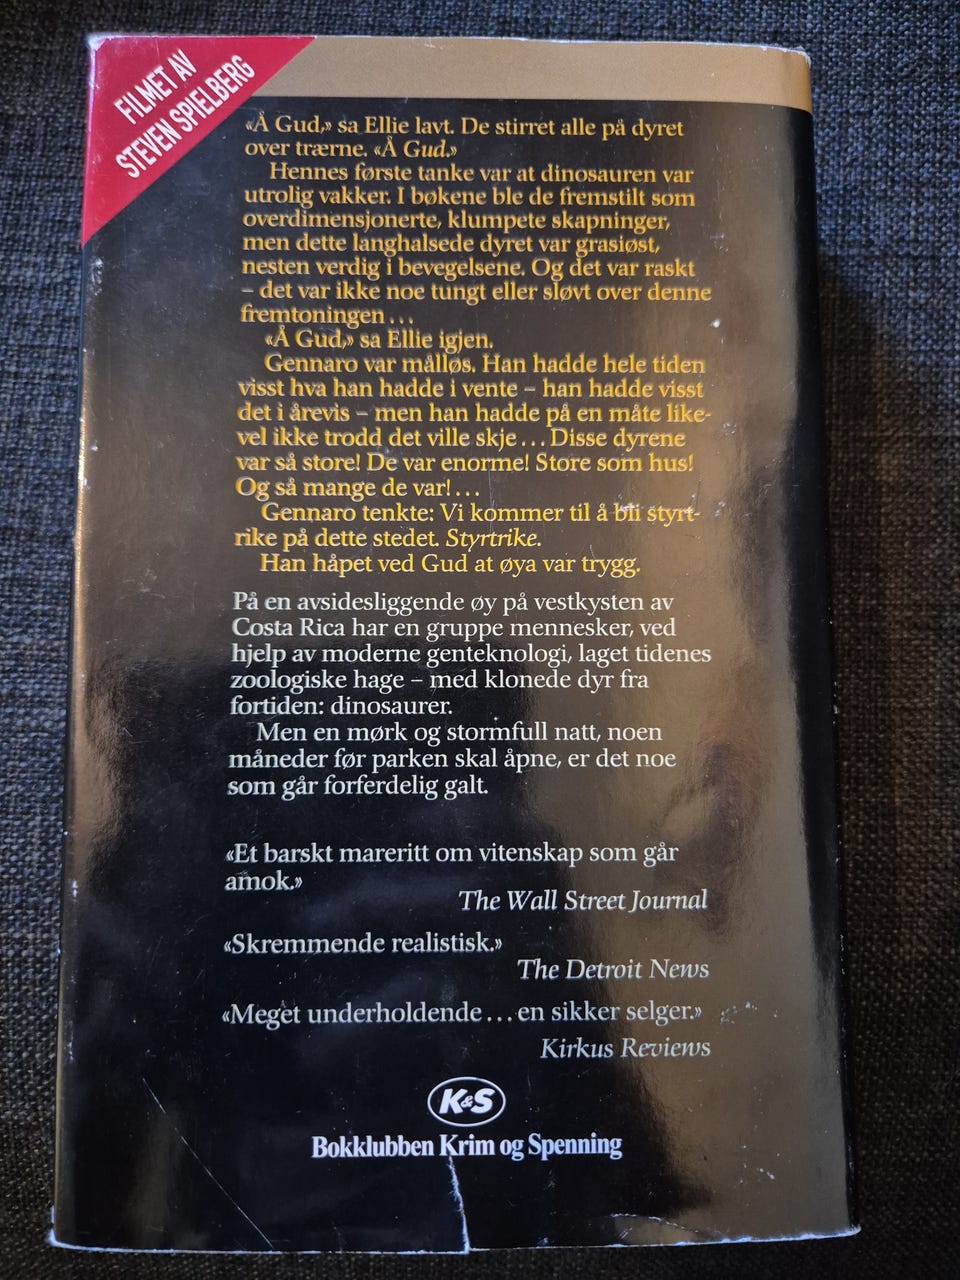 FILMET AV
STEVEN SPIELBERG
«Å Gud,» sa Ellie lavt. De stirret alle på dyret
over trærne. «Å Gud.»
Hennes første tanke var at dinosauren var
utrolig vakker. I bøkene ble de fremstilt som
overdimensjonerte, klumpete skapninger,
men dette langhalsede dyret var grasiøst,
nesten verdig i bevegelsene. Og det var raskt
– det var ikke noe tungt eller sløvt over denne
fremtoningen...
«Å Gud,» sa Ellie igjen.
Gennaro var målløs. Han hadde hele tiden
visst hva han hadde i vente – han hadde visst
det i årevis – men han hadde på en måte like-
vel ikke trodd det ville skje... Disse dyrene
var så store! De var enorme! Store som hus!
Og så mange de var!...
Gennaro tenkte: Vi kommer til å bli styrt-
rike på dette stedet. Styrtrike.
Han håpet ved Gud at øya var trygg.
På en avsidesliggende øy på vestkysten av
Costa Rica har en gruppe mennesker, ved
hjelp av moderne genteknologi, laget tidenes
zoologiske hage – med klonede dyr fra
fortiden: dinosaurer.
Men en mørk og stormfull natt, noen
måneder før parken skal åpne, er det noe
som går forferdelig galt.
«Et barskt mareritt om vitenskap som går
amok.»
The Wall Street Journal
«Skremmende realistisk.»
The Detroit News
«Meget underholdende...en sikker selger.»
Kirkus Reviews
K&S
Bokklubben Krim og Spenning